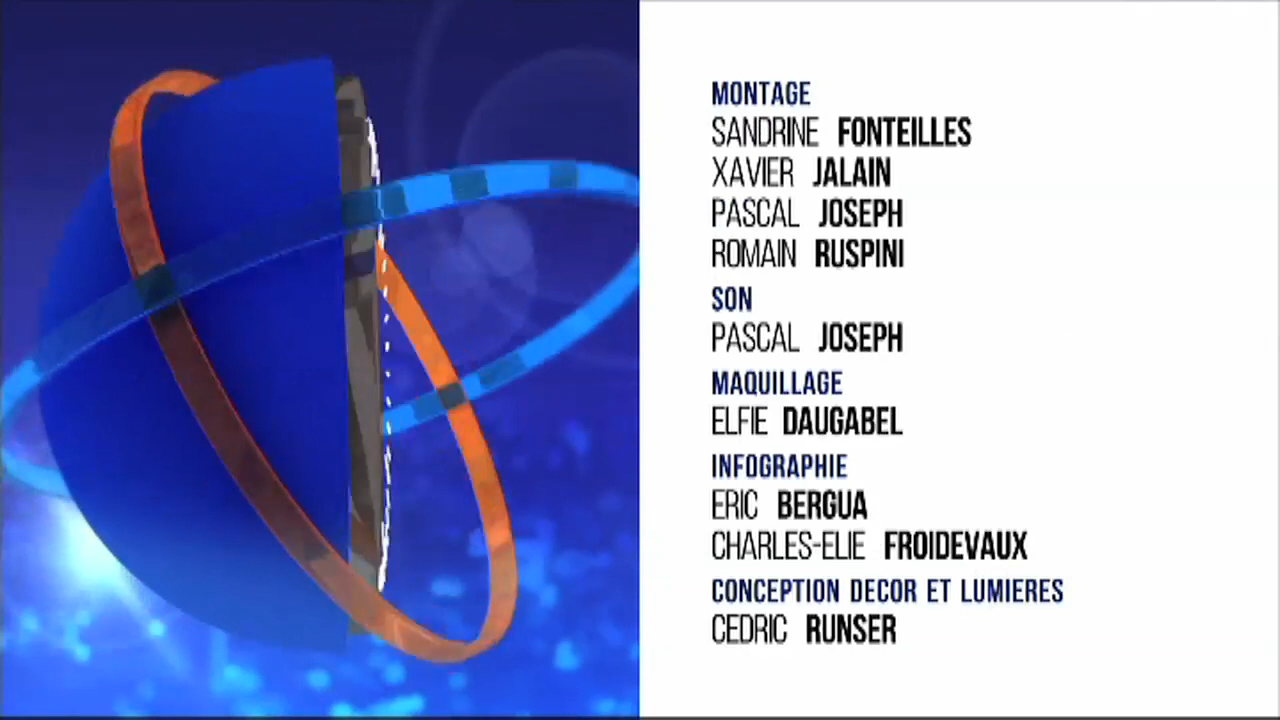 MONTAGE
SANDRINE FONTEILLES
XAVIER JALAIN
PASCAL JOSEPH
ROMAIN RUSPINI
SON
PASCAL JOSEPH
MAQUILLAGE
ELFIE DAUGABEL
INFOGRAPHIE
ERIC BERGUA
CHARLES-ELIE FROIDEVAUX
CONCEPTION DECOR ET LUMIERES
CEDRIC RUNSER